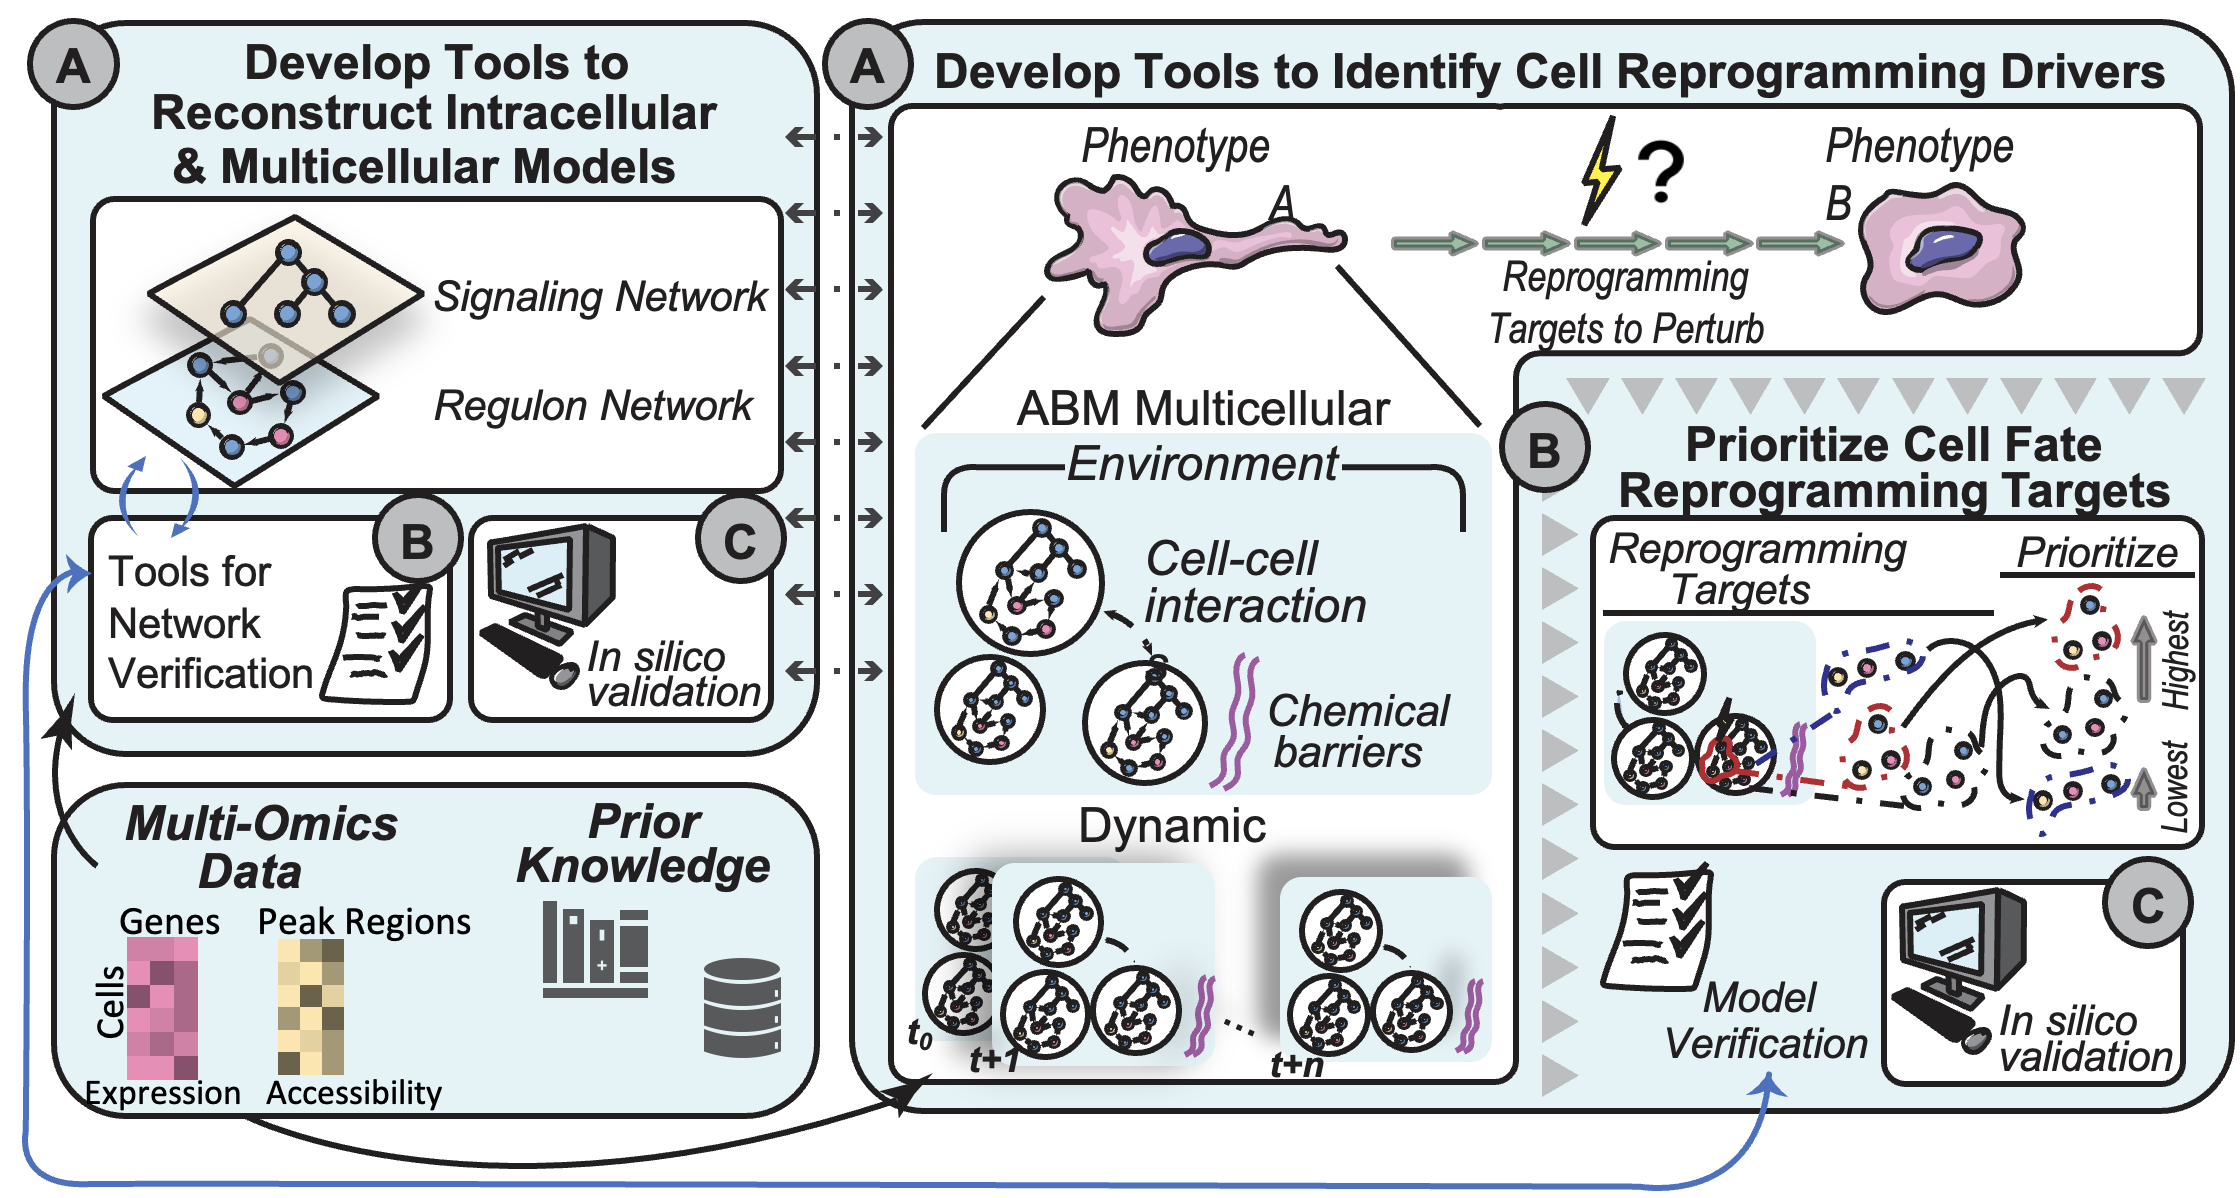 A
Develop Tools to
Reconstruct Intracellular
& Multicellular Models
Signaling Network
Regulon Network
B
Tools for
Network
Verification
C
In silico
validation
Multi-Omics
Data
Genes
Peak Regions
Cells
Expression
Accessibility
Prior
Knowledge
A
Develop Tools to Identify Cell Reprogramming Drivers
Phenotype
A
?
Phenotype
B
Reprogramming
Targets to Perturb
ABM Multicellular
Environment
Cell-cell
interaction
Chemical
barriers
Dynamic
t0
t+1
...
t+n
B
Prioritize Cell Fate
Reprogramming Targets
Reprogramming
Targets
Prioritize
Highest
Lowest
Model
Verification
C
In silico
validation